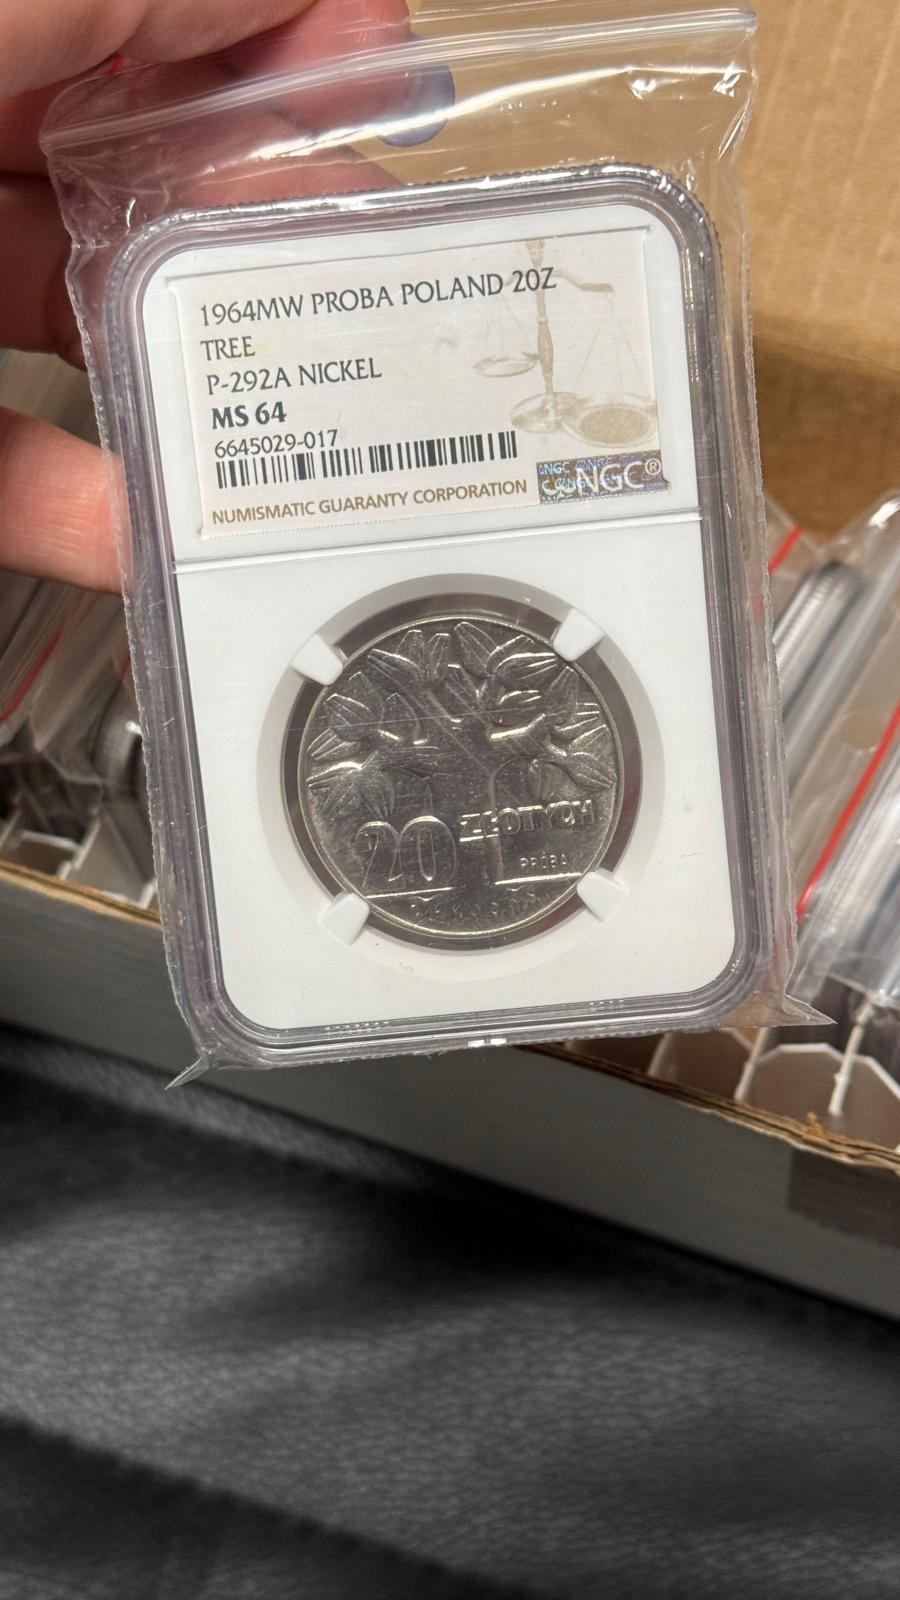 1964MW PROBA POLAND 20Z
TREE
P-292A NICKEL
MS 64
6645029-017
NUMISMATIC GUARANTY CORPORATION
NGC®
20 ZŁOTYCH
PRÓBA